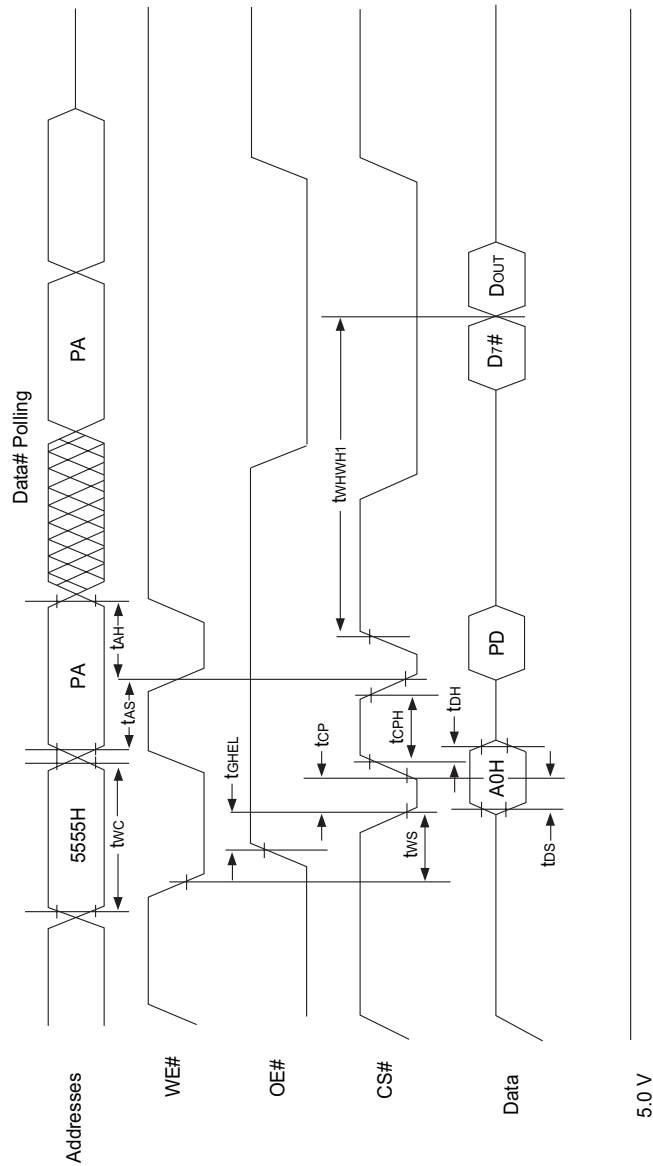 Data# Polling
Addresses
5555H
PA
PA
tWC
tAS
tAH
WE#
OE#
tGHEL
CS#
tWS
tCP
tCPH
tWHWH1
tDH
Data
A0H
PD
D7#
DOUT
tDS
5.0 V